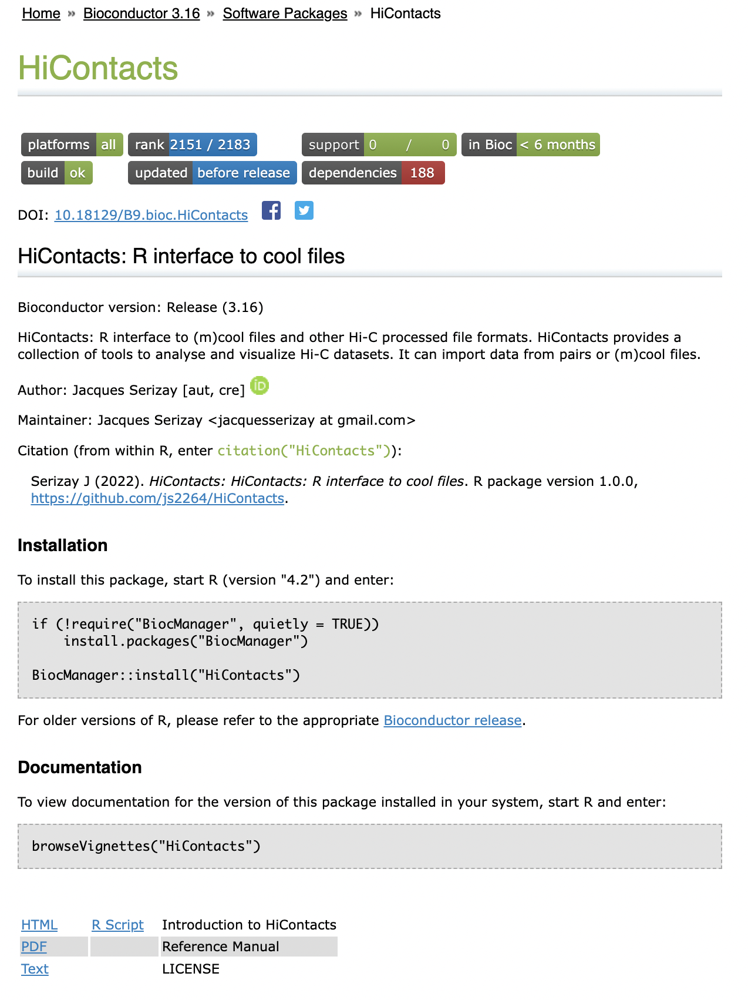 Home » Bioconductor 3.16 » Software Packages » HiContacts
HiContacts
platforms all rank 2151 / 2183 support 0 / 0 in Bioc < 6 months
build ok updated before release dependencies 188
DOI: 10.18129/B9.bioc.HiContacts
HiContacts: R interface to cool files
Bioconductor version: Release (3.16)
HiContacts: R interface to (m)cool files and other Hi-C processed file formats. HiContacts provides a
collection of tools to analyse and visualize Hi-C datasets. It can import data from pairs or (m)cool files.
Author: Jacques Serizay [aut, cre] iD
Maintainer: Jacques Serizay <jacquesserizay at gmail.com>
Citation (from within R, enter citation("HiContacts")):
Serizay J (2022). HiContacts: HiContacts: R interface to cool files. R package version 1.0.0,
https://github.com/js2264/HiContacts.
Installation
To install this package, start R (version "4.2") and enter:
if (!require("BiocManager", quietly = TRUE))
    install.packages("BiocManager")
BiocManager::install("HiContacts")
For older versions of R, please refer to the appropriate Bioconductor release.
Documentation
To view documentation for the version of this package installed in your system, start R and enter:
browseVignettes("HiContacts")
HTML R Script Introduction to HiContacts
PDF Reference Manual
Text LICENSE